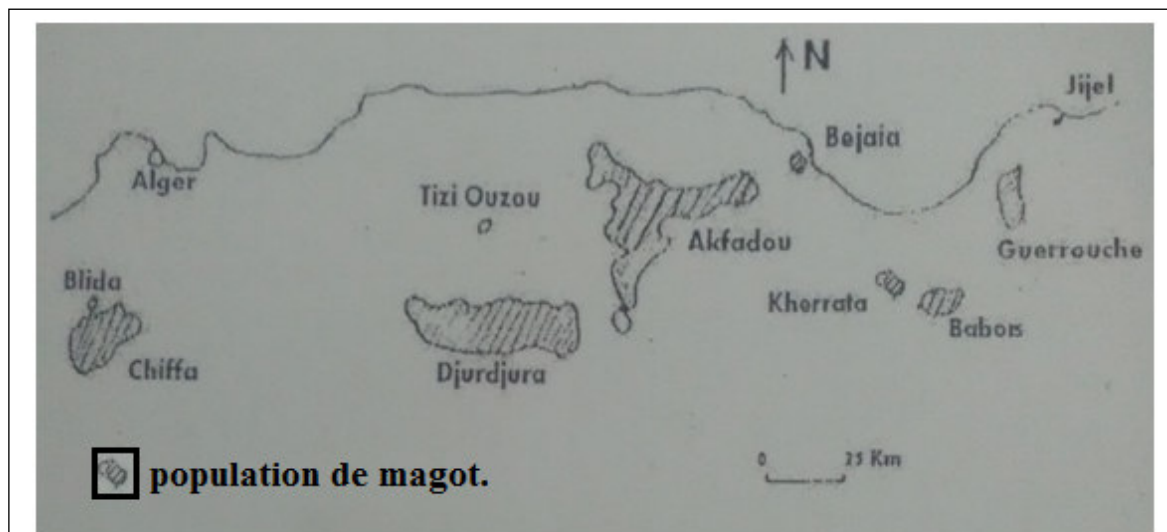 N
Jijel
Bejaia
Alger
Tizi Ouzou
Akfadou
Guerrouche
Blida
Kherrata
Babors
Chiffa
Djurdjura
0 25 Km
population de magot.